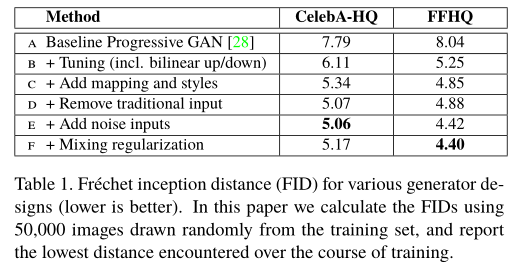 Method CelebA-HQ FFHQ
A Baseline Progressive GAN [28] 7.79 8.04
B + Tuning (incl. bilinear up/down) 6.11 5.25
C + Add mapping and styles 5.34 4.85
D + Remove traditional input 5.07 4.88
E + Add noise inputs 5.06 4.42
F + Mixing regularization 5.17 4.40
Table 1. Fréchet inception distance (FID) for various generator de-
signs (lower is better). In this paper we calculate the FIDs using
50,000 images drawn randomly from the training set, and report
the lowest distance encountered over the course of training.